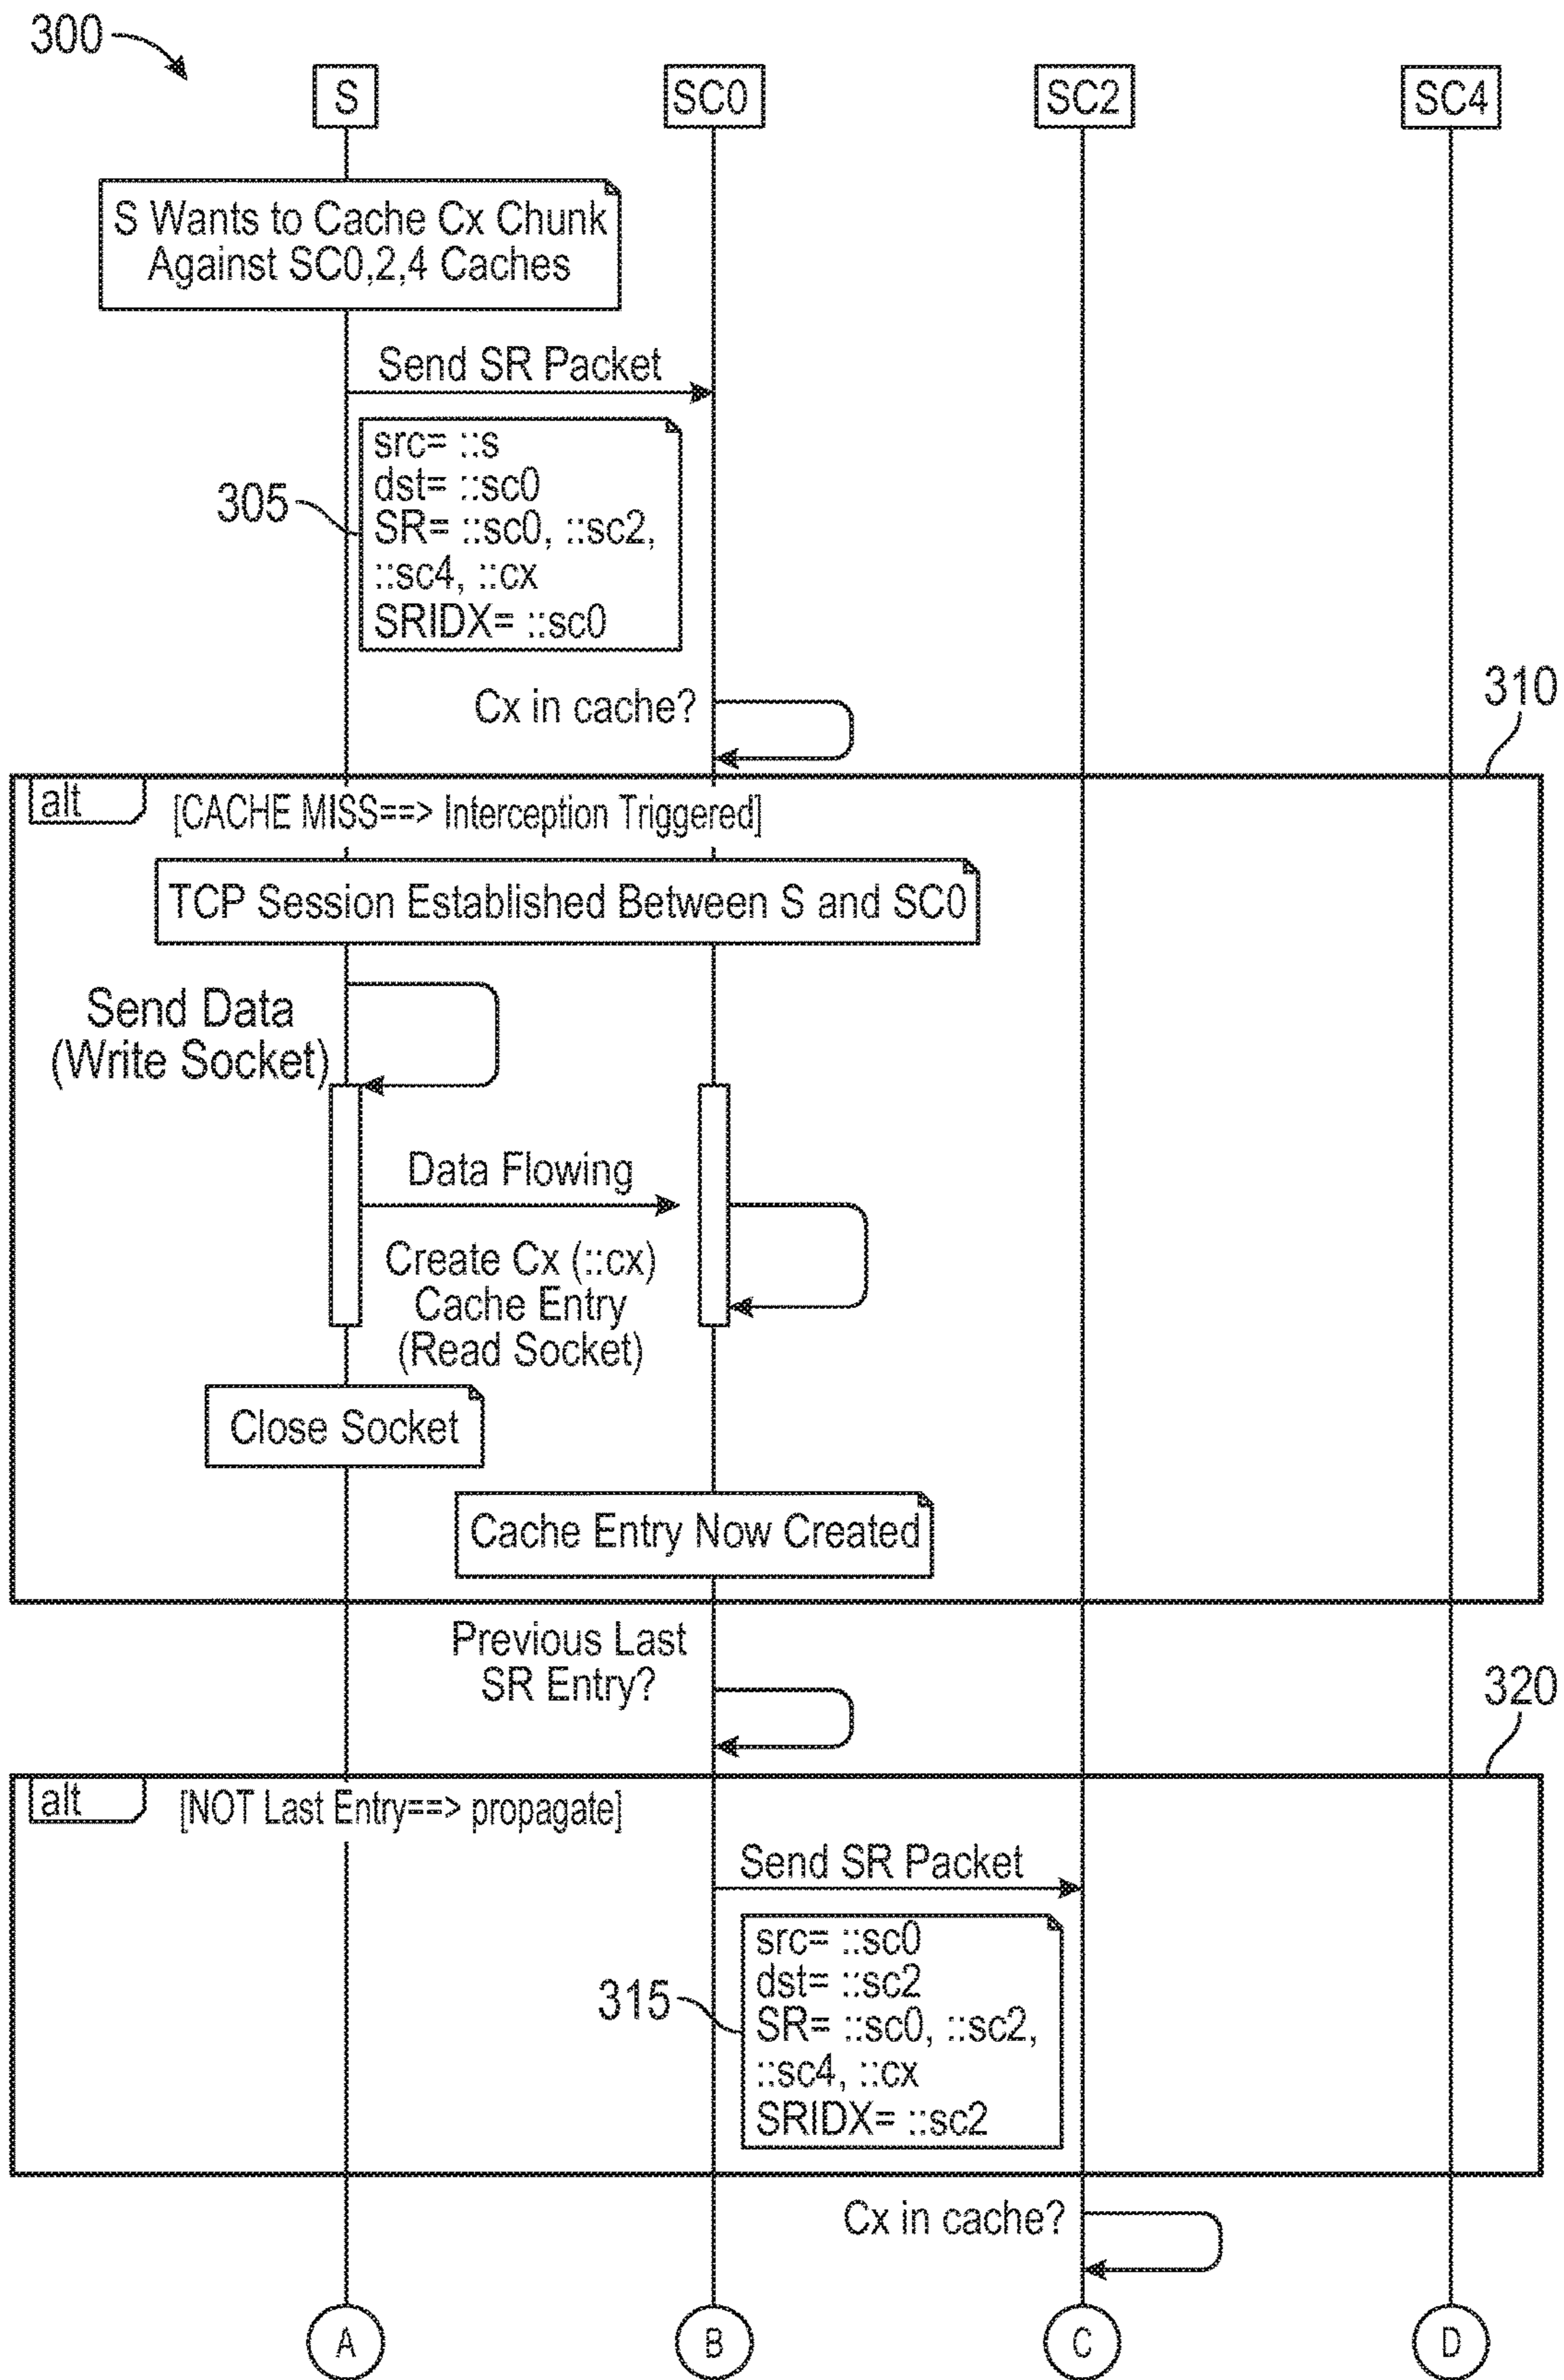 300
S
SC0
SC2
SC4
S Wants to Cache Cx Chunk
Against SC0,2,4 Caches
Send SR Packet
305
src= ::s
dst= ::sc0
SR= ::sc0, ::sc2,
::sc4, ::cx
SRIDX= ::sc0
Cx in cache?
310
alt
[CACHE MISS==> Interception Triggered]
TCP Session Established Between S and SC0
Send Data
(Write Socket)
Data Flowing
Create Cx (::cx)
Cache Entry
(Read Socket)
Close Socket
Cache Entry Now Created
Previous Last
SR Entry?
320
alt
[NOT Last Entry==> propagate]
Send SR Packet
315
src= ::sc0
dst= ::sc2
SR= ::sc0, ::sc2,
::sc4, ::cx
SRIDX= ::sc2
Cx in cache?
A
B
C
D